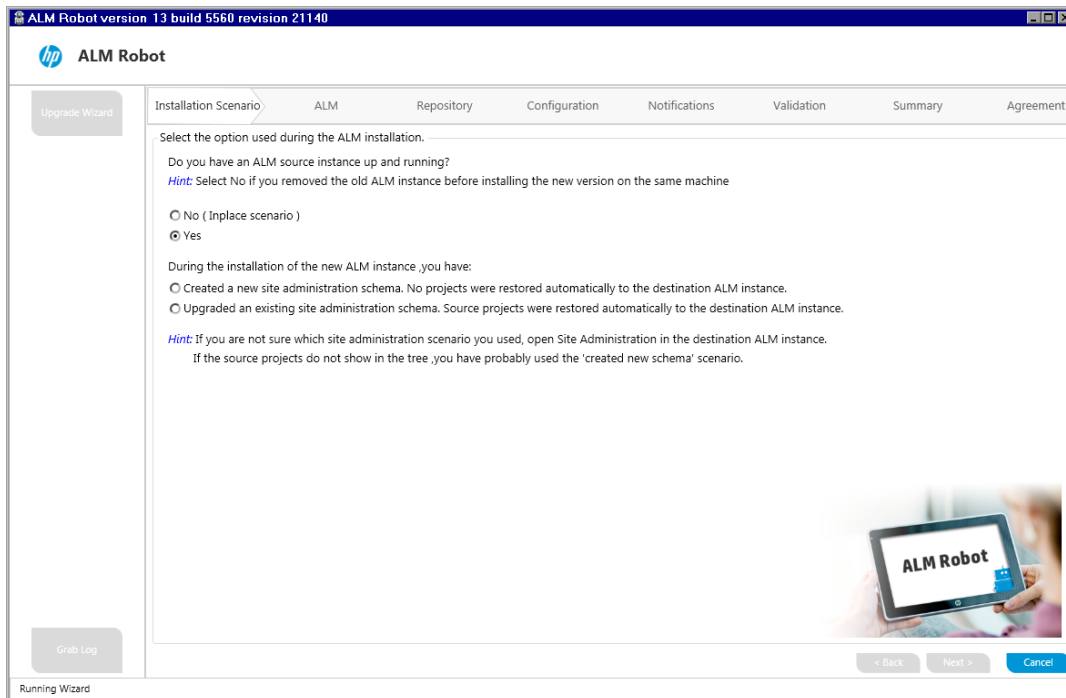 ALM Robot version 13 build 5560 revision 21140
hp ALM Robot
Upgrade Wizard
Installation Scenario ALM Repository Configuration Notifications Validation Summary Agreement
Select the option used during the ALM installation.
Do you have an ALM source instance up and running?
Hint: Select No if you removed the old ALM instance before installing the new version on the same machine
No ( Inplace scenario )
Yes
During the installation of the new ALM instance ,you have:
Created a new site administration schema. No projects were restored automatically to the destination ALM instance.
Upgraded an existing site administration schema. Source projects were restored automatically to the destination ALM instance.
Hint: If you are not sure which site administration scenario you used, open Site Administration in the destination ALM instance.
If the source projects do not show in the tree ,you have probably used the 'created new schema' scenario.
ALM Robot
Grab Log
< Back Next > Cancel
Running Wizard